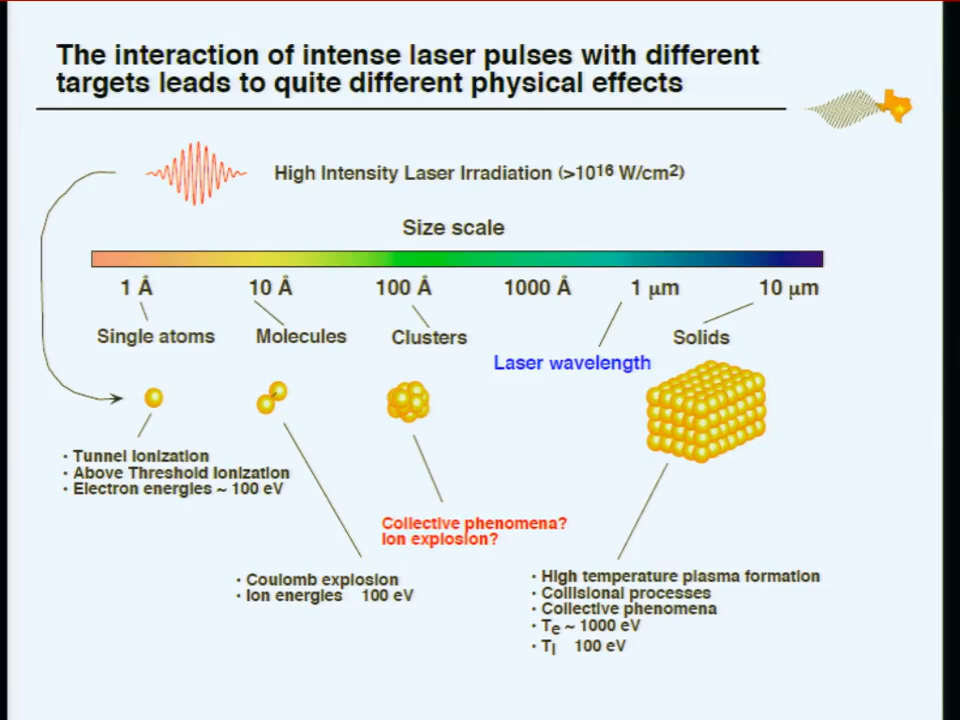 The interaction of intense laser pulses with different
targets leads to quite different physical effects
High Intensity Laser Irradiation (>10¹⁶ W/cm²)
Size scale
1 Å 10 Å 100 Å 1000 Å 1 μm 10 μm
Single atoms Molecules Clusters Solids
Laser wavelength
· Tunnel Ionization
· Above Threshold Ionization
· Electron energies ~ 100 eV
Collective phenomena?
Ion explosion?
· Coulomb explosion
· Ion energies 100 eV
· High temperature plasma formation
· Collisional processes
· Collective phenomena
· Te ~ 1000 eV
· TI 100 eV